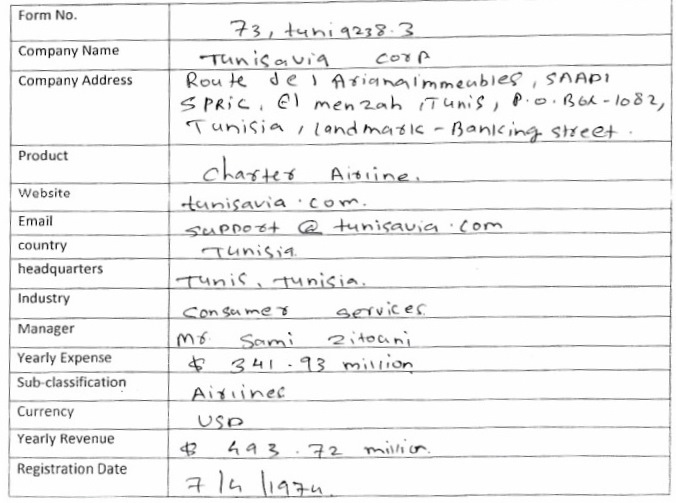 Form No. 73, tuni9238.3
Company Name Tunisavia Corp
Company Address Route de l Arianalmmeubles, SAADI
SPRIC, El menzah, Tunis, P.O.Box-1082,
Tunisia, landmark - Banking street.
Product Charter Airline.
Website tunisavia.com.
Email support@tunisavia.com
country Tunisia
headquarters Tunis, Tunisia.
Industry Consumer services
Manager Mr. Sami Zitouni
Yearly Expense $ 341.93 million
Sub-classification Airlines
Currency USD
Yearly Revenue $ 493.72 million.
Registration Date 7/4/1974.